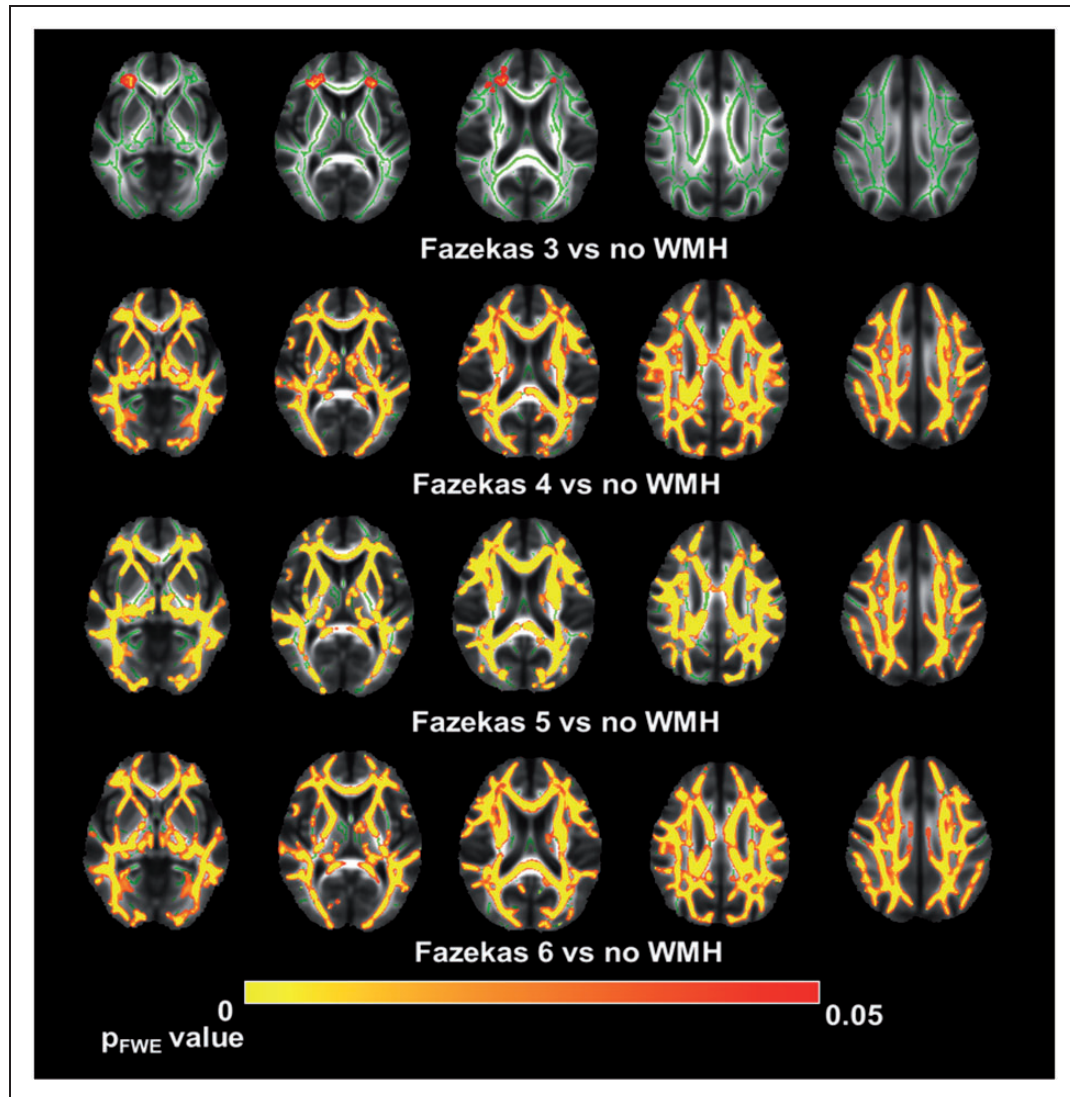 Fazekas 3 vs no WMH
Fazekas 4 vs no WMH
Fazekas 5 vs no WMH
Fazekas 6 vs no WMH
0 0.05
pFWE value